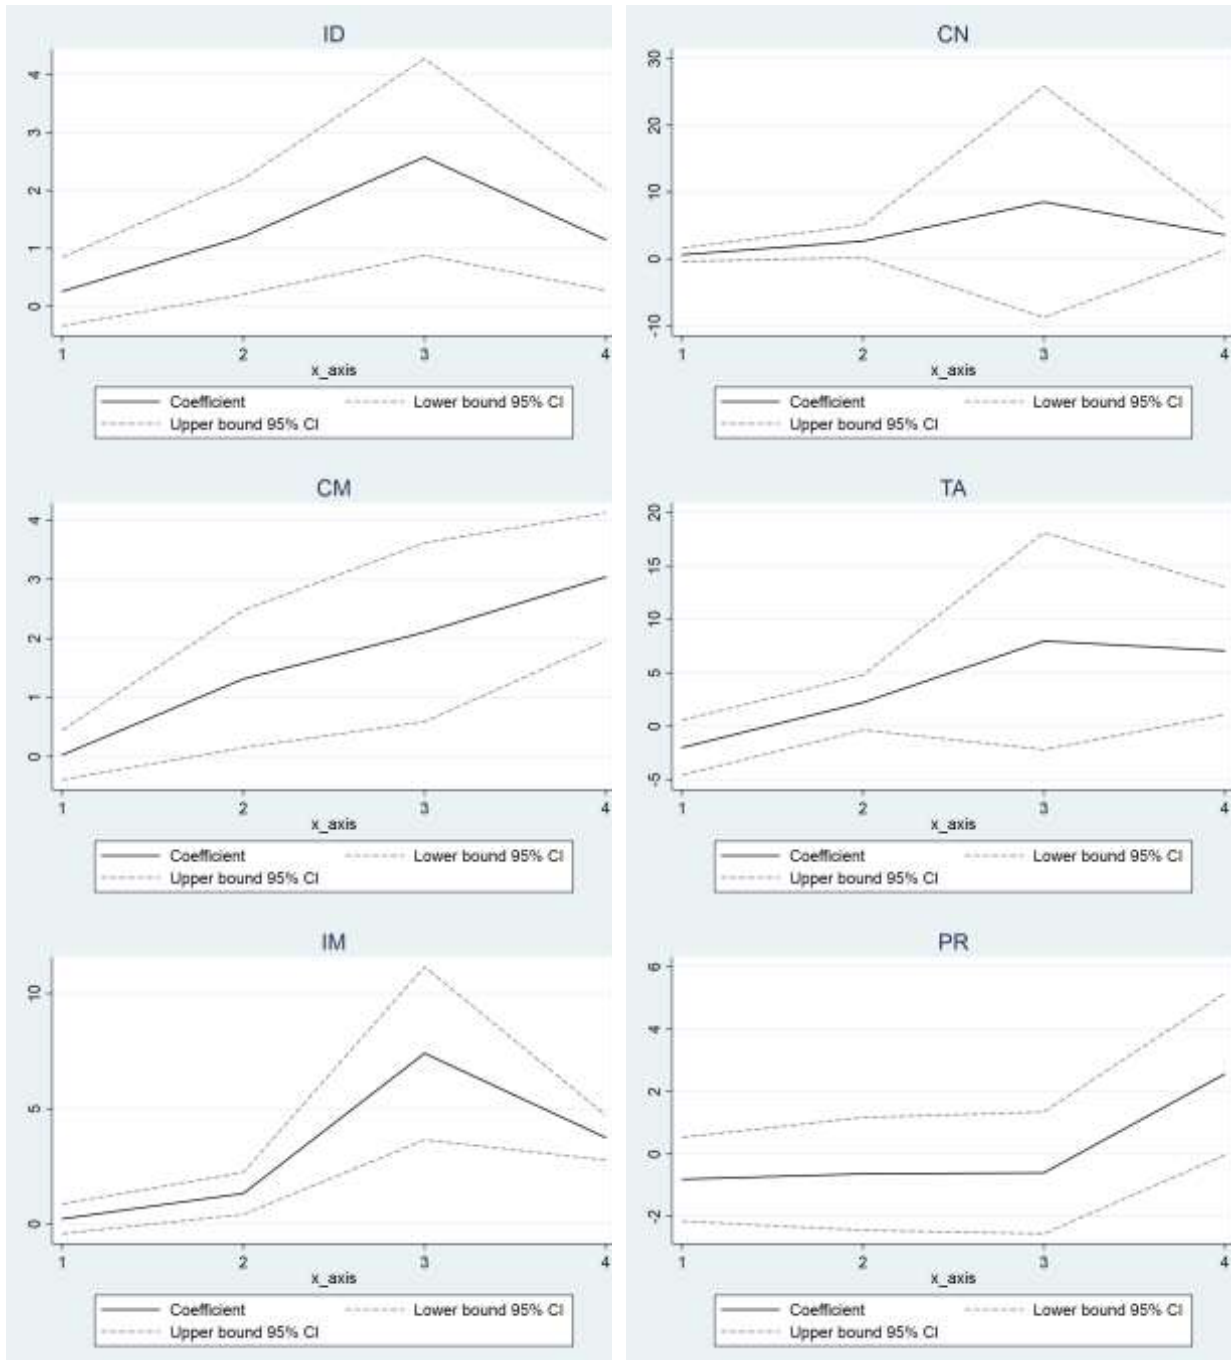 ID
4
3
2
1
0
1 2 3 4
x_axis
Coefficient Lower bound 95% CI
Upper bound 95% CI
CN
30
20
10
0
-10
1 2 3 4
x_axis
Coefficient Lower bound 95% CI
Upper bound 95% CI
CM
4
3
2
1
0
1 2 3 4
x_axis
Coefficient Lower bound 95% CI
Upper bound 95% CI
TA
20
15
10
5
0
-5
1 2 3 4
x_axis
Coefficient Lower bound 95% CI
Upper bound 95% CI
IM
10
5
0
1 2 3 4
x_axis
Coefficient Lower bound 95% CI
Upper bound 95% CI
PR
6
4
2
0
-2
1 2 3 4
x_axis
Coefficient Lower bound 95% CI
Upper bound 95% CI